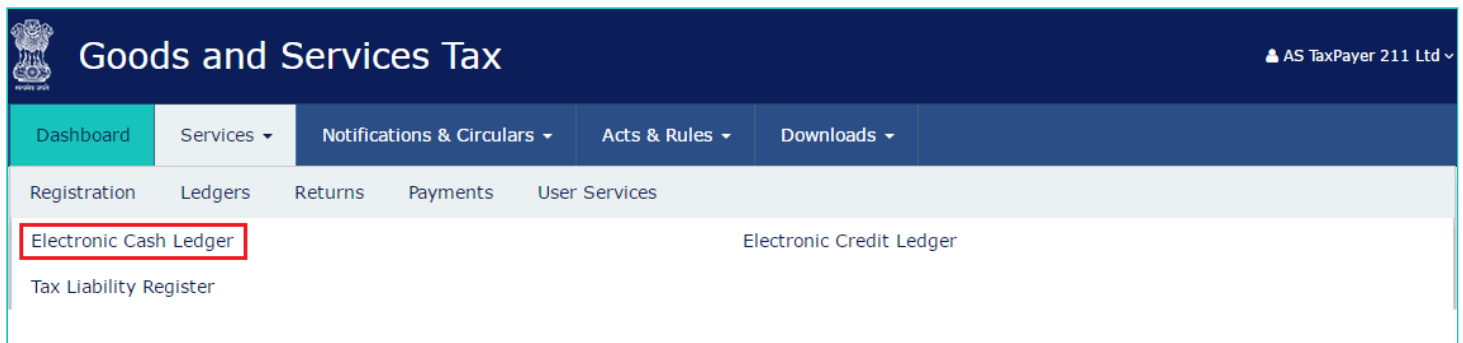 Goods and Services Tax
AS TaxPayer 211 Ltd
Dashboard Services Notifications & Circulars Acts & Rules Downloads
Registration Ledgers Returns Payments User Services
Electronic Cash Ledger Electronic Credit Ledger
Tax Liability Register